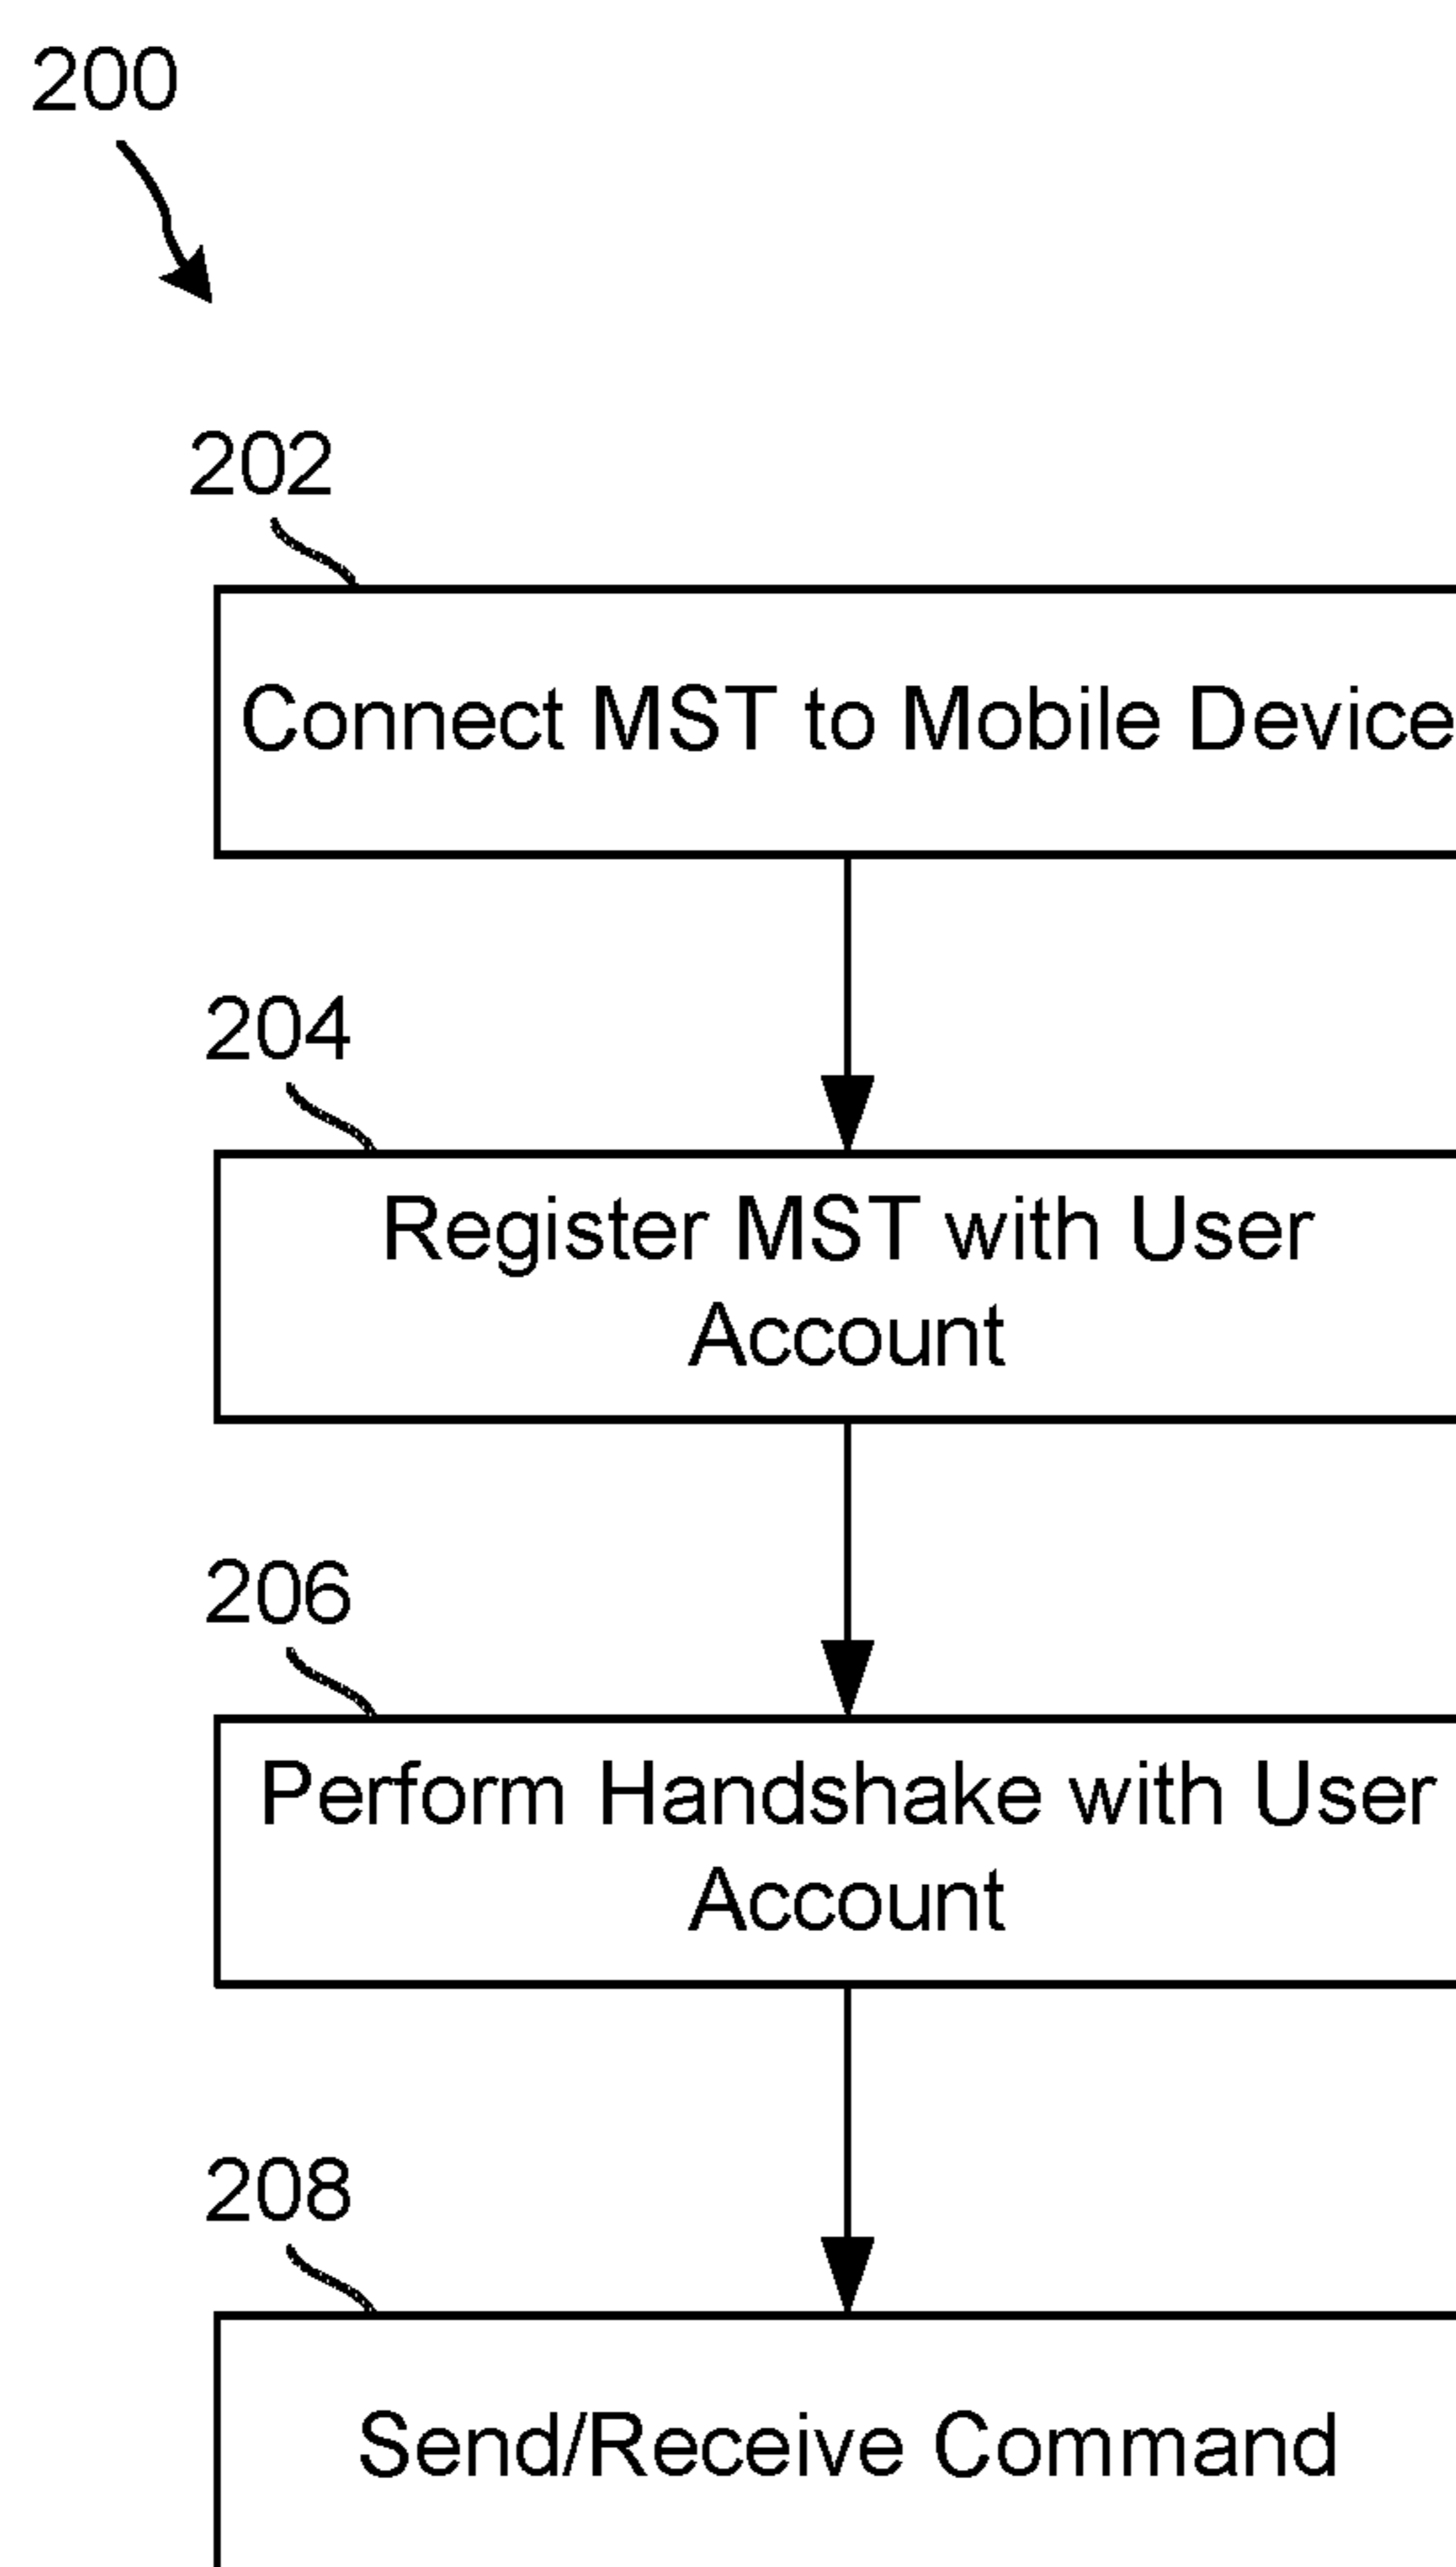 200
202
Connect MST to Mobile Device
204
Register MST with User
Account
206
Perform Handshake with User
Account
208
Send/Receive Command